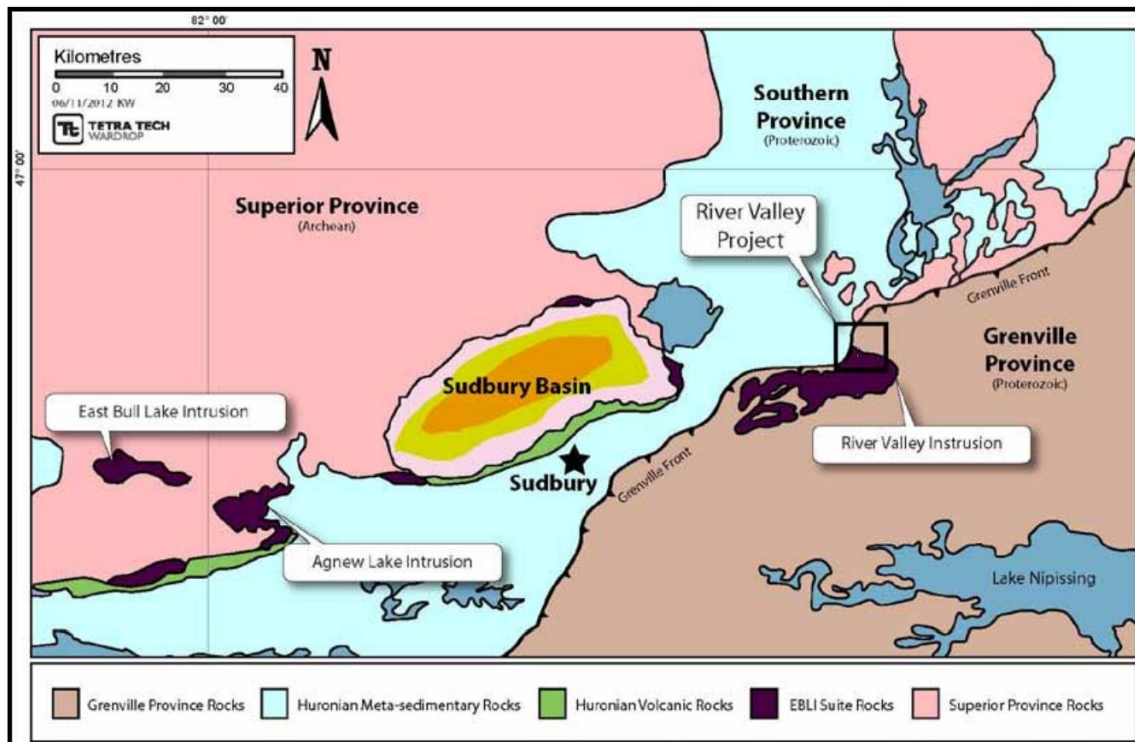 82° 00'
Kilometres
0 10 20 30 40
06/11/2012 KW
Tt TETRA TECH
WARDROP
N
47° 00'
Southern
Province
(Proterozoic)
Superior Province
(Archean)
River Valley
Project
Grenville Front
Grenville
Province
(Proterozoic)
Sudbury Basin
East Bull Lake Intrusion
River Valley Instrusion
Sudbury
Grenville Front
Agnew Lake Intrusion
Lake Nipissing
Grenville Province Rocks
Huronian Meta-sedimentary Rocks
Huronian Volcanic Rocks
EBLI Suite Rocks
Superior Province Rocks